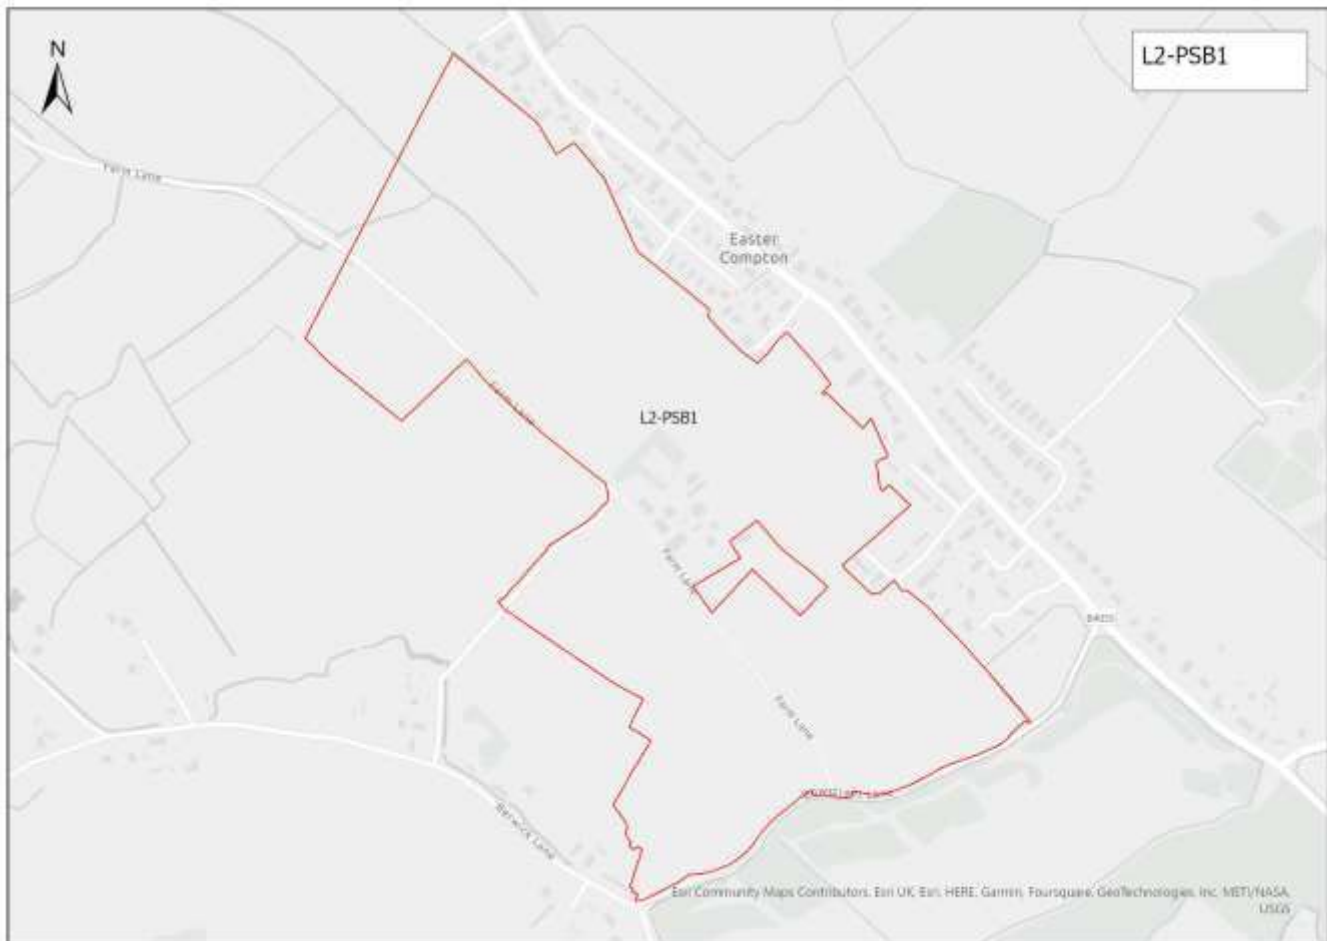 N
L2-PSB1
Farm Lane
Easter
Compton
Farm Lane
L2-PSB1
Farm Lane
Farm Lane
Berwick Lane
Esri Community Maps Contributors, Esri UK, Esri, HERE, Garmin, Foursquare, GeoTechnologies, Inc, METI/NASA,
USGS